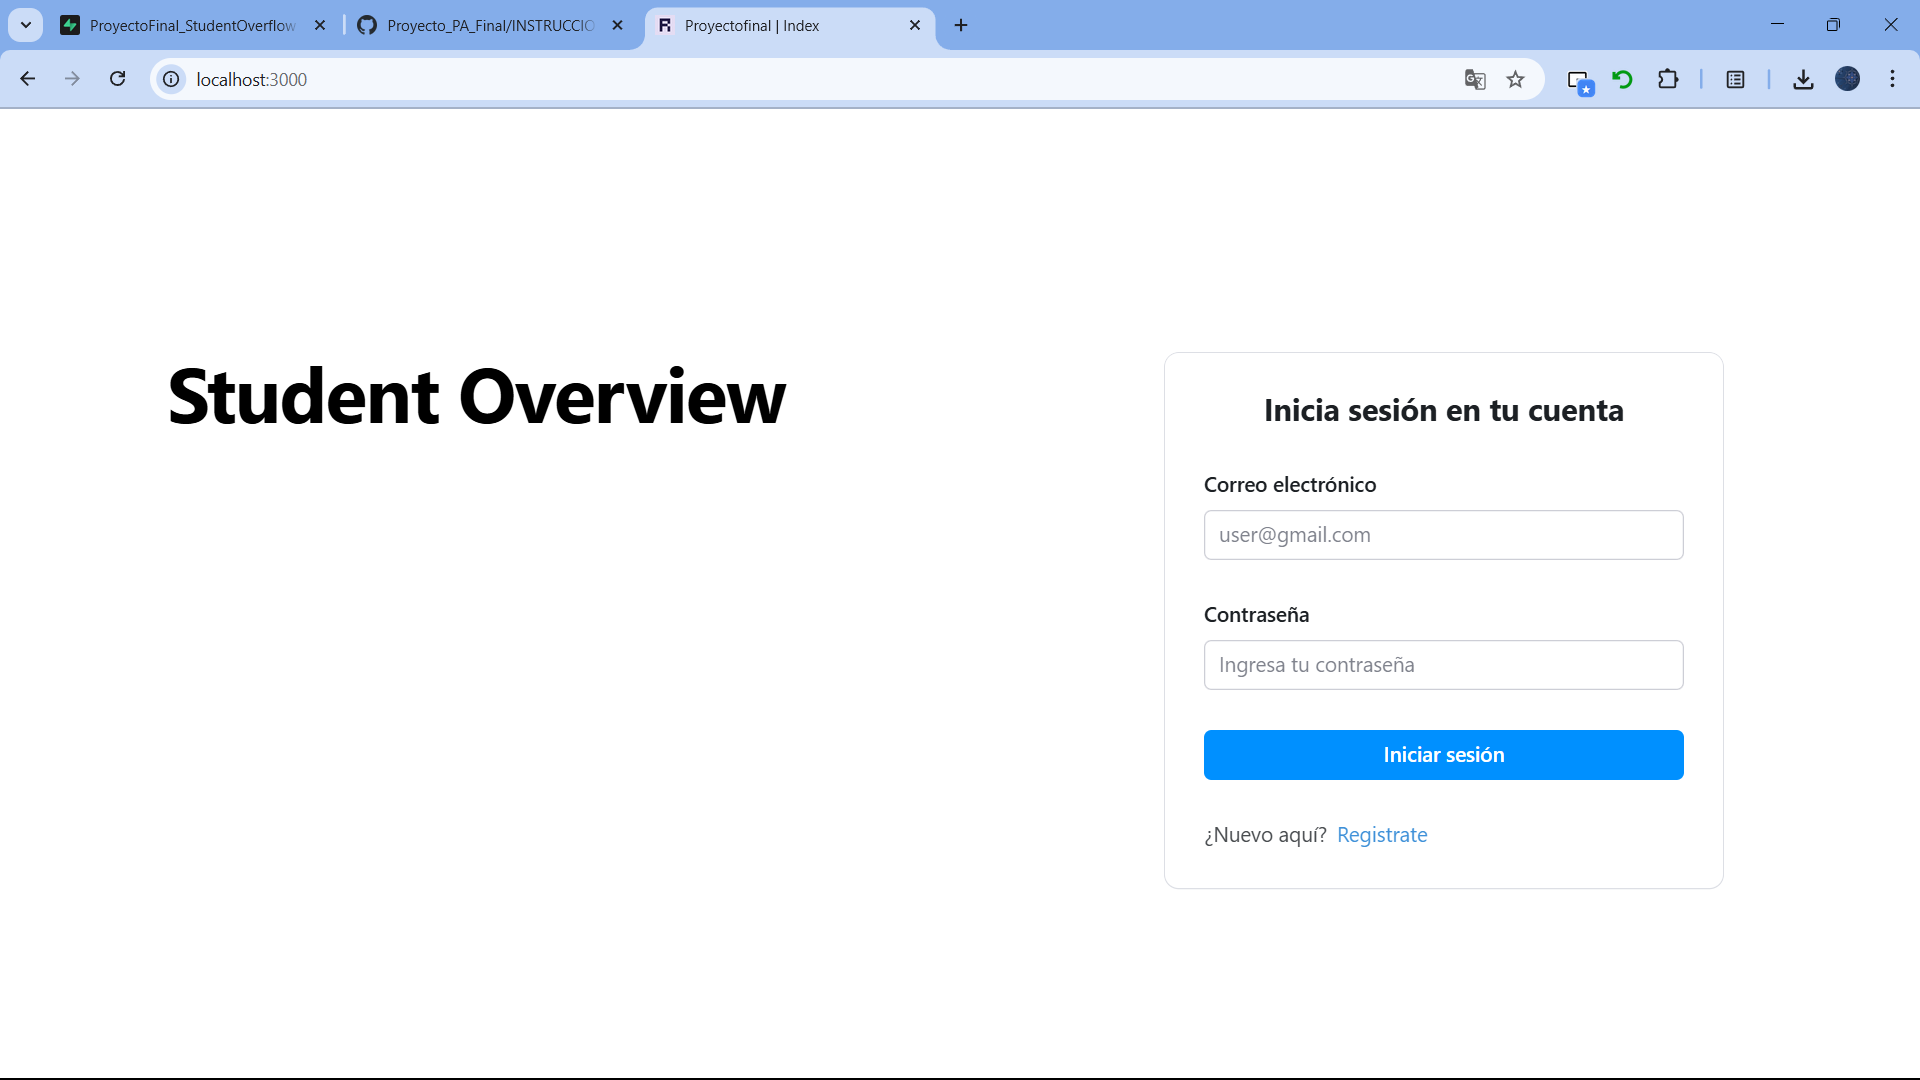 ProyectoFinal_StudentOverflow
Proyecto_PA_Final/INSTRUCCIO
Proyectofinal | Index
localhost:3000
Student Overview
Inicia sesión en tu cuenta
Correo electrónico
user@gmail.com
Contraseña
Ingresa tu contraseña
Iniciar sesión
¿Nuevo aquí? Registrate